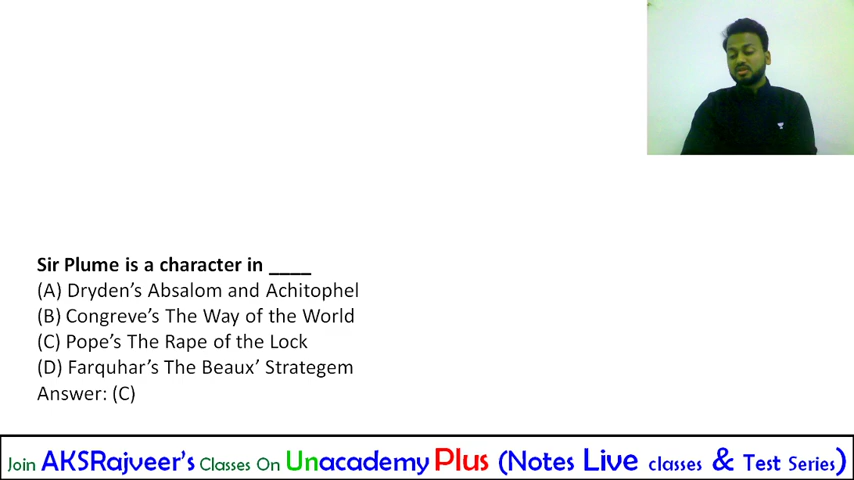 Sir Plume is a character in ____
(A) Dryden’s Absalom and Achitophel
(B) Congreve’s The Way of the World
(C) Pope’s The Rape of the Lock
(D) Farquhar’s The Beaux’ Strategem
Answer: (C)
Join AKSRajveer’s Classes On Unacademy Plus (Notes Live classes & Test Series)